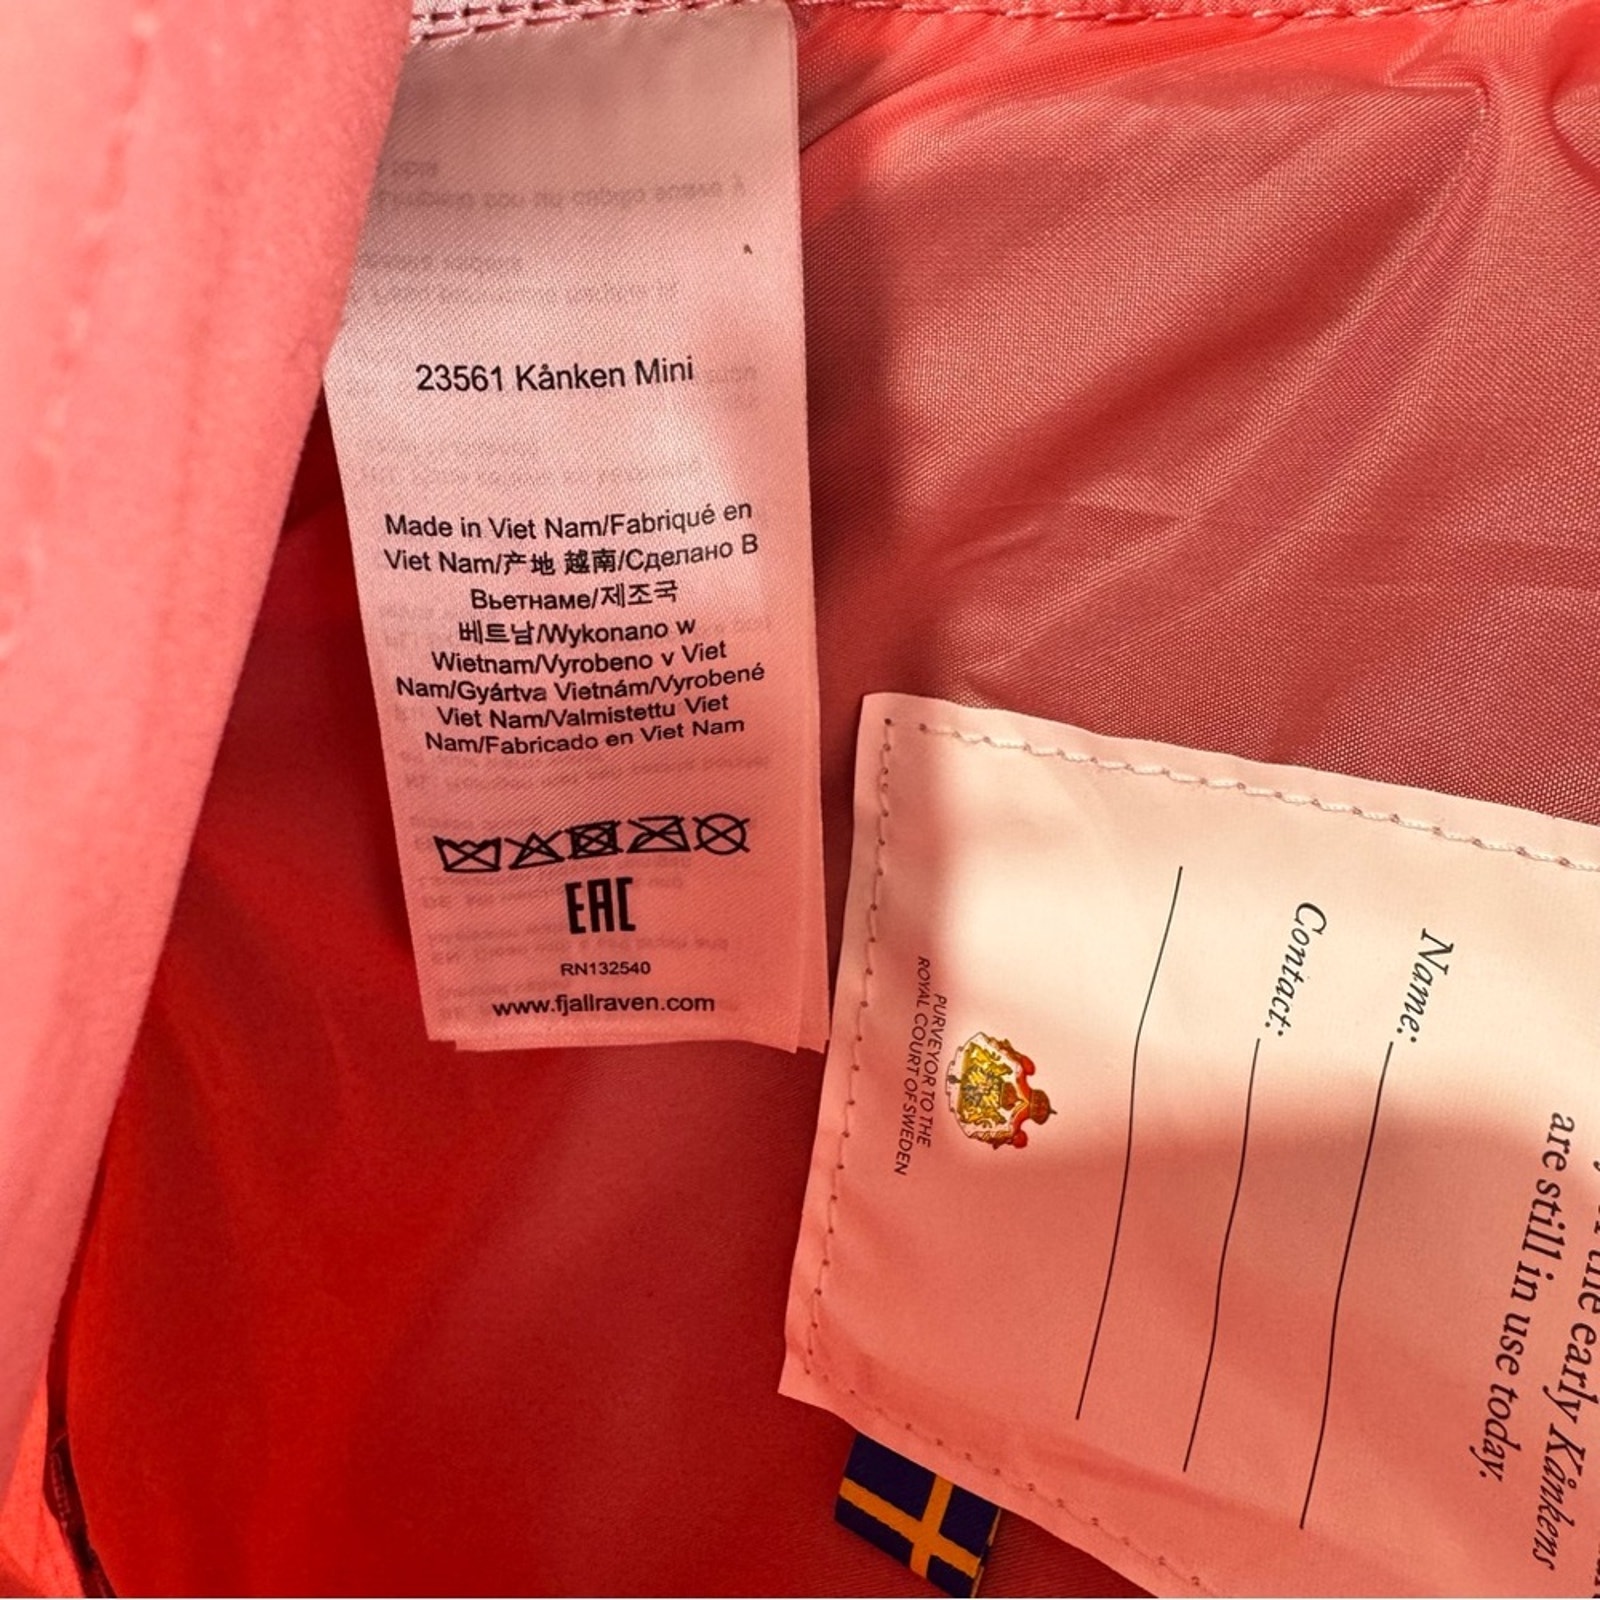 23561 Kånken Mini
Made in Viet Nam/Fabriqué en
Viet Nam/产地 越南/Сделано В
Вьетнаме/제조국
베트남/Wykonano w
Wietnam/Vyrobeno v Viet
Nam/Gyártva Vietnám/Vyrobené
Viet Nam/Valmistettu Viet
Nam/Fabricado en Viet Nam
EAC
RN132540
www.fjallraven.com
the early Kånkens
are still in use today.
Name:
Contact:
PURVEYOR TO THE
ROYAL COURT OF SWEDEN